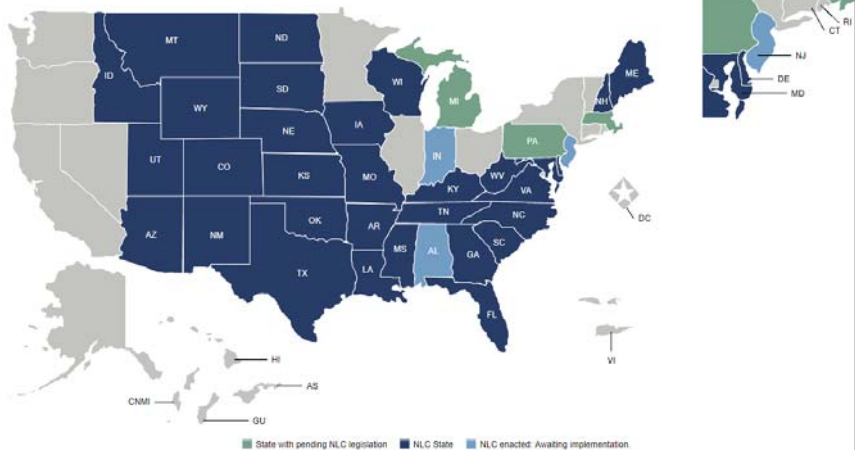 MT
ND
ID
WI
ME
SD
WY
NH
MI
IA
NE
PA
IN
UT
CO
KS
MO
WV
KY
VA
TN
NC
OK
AZ
NM
AR
SC
MS
AL
GA
TX
LA
FL
DC
VI
HI
AS
CNMI
GU
RI
CT
NJ
DE
MD
State with pending NLC legislation
NLC State
NLC enacted: Awaiting implementation